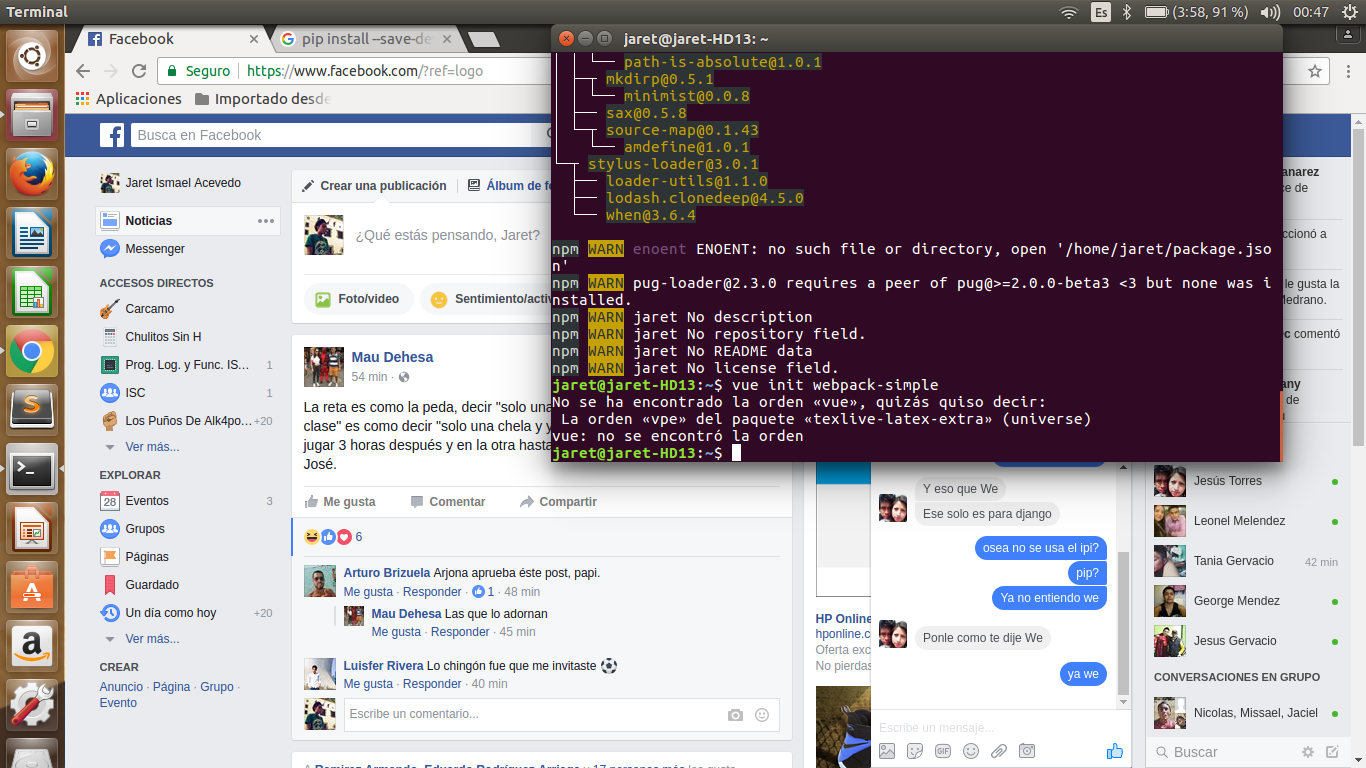 Terminal
Es
(3:58, 91 %)
00:47
Facebook
pip install --save-de
Seguro
https://www.facebook.com/?ref=logo
Aplicaciones
Importado desde
Busca en Facebook
Jaret Ismael Acevedo
Noticias
Messenger
ACCESOS DIRECTOS
Carcamo
Chulitos Sin H
Prog. Log. y Func. IS... 1
ISC 1
Los Puños De Alk4po... +20
Ver más...
EXPLORAR
Eventos 3
Grupos
Páginas
Guardado
Un día como hoy +20
Ver más...
CREAR
Anuncio · Página · Grupo ·
Evento
Crear una publicación
Álbum de fo
¿Qué estás pensando, Jaret?
Foto/video
Sentimiento/activ
Mau Dehesa
54 min ·
La reta es como la peda, decir "solo una
clase" es como decir "solo una chela y y
jugar 3 horas después y en la otra hasta
José.
Me gusta
Comentar
Compartir
6
Arturo Brizuela Arjona aprueba éste post, papi.
Me gusta · Responder · 1 · 48 min
Mau Dehesa Las que lo adornan
Me gusta · Responder · 45 min
Luisfer Rivera Lo chingón fue que me invitaste
Me gusta · Responder · 40 min
Escribe un comentario...
jaret@jaret-HD13: ~
path-is-absolute@1.0.1
mkdirp@0.5.1
minimist@0.0.8
sax@0.5.8
source-map@0.1.43
amdefine@1.0.1
stylus-loader@3.0.1
loader-utils@1.1.0
lodash.clonedeep@4.5.0
when@3.6.4
npm WARN enoent ENOENT: no such file or directory, open '/home/jaret/package.jso
n'
npm WARN pug-loader@2.3.0 requires a peer of pug@>=2.0.0-beta3 <3 but none was i
nstalled.
npm WARN jaret No description
npm WARN jaret No repository field.
npm WARN jaret No README data
npm WARN jaret No license field.
jaret@jaret-HD13:~$ vue init webpack-simple
No se ha encontrado la orden «vue», quizás quiso decir:
La orden «vpe» del paquete «texlive-latex-extra» (universe)
vue: no se encontró la orden
jaret@jaret-HD13:~$
anarez
ce de
ccionó a
le gusta la
Medrano.
ec comentó
any
HP Online
hponline.c
Oferta exc
No pierdas
Y eso que We
Ese solo es para django
osea no se usa el ipi?
pip?
Ya no entiendo we
Ponle como te dije We
ya we
Escribe un mensaje...
GIF
Jesús Torres
Leonel Melendez
Tania Gervacio 42 min
George Mendez
Jesus Gervacio
CONVERSACIONES EN GRUPO
Nicolas, Missael, Jaciel
Buscar